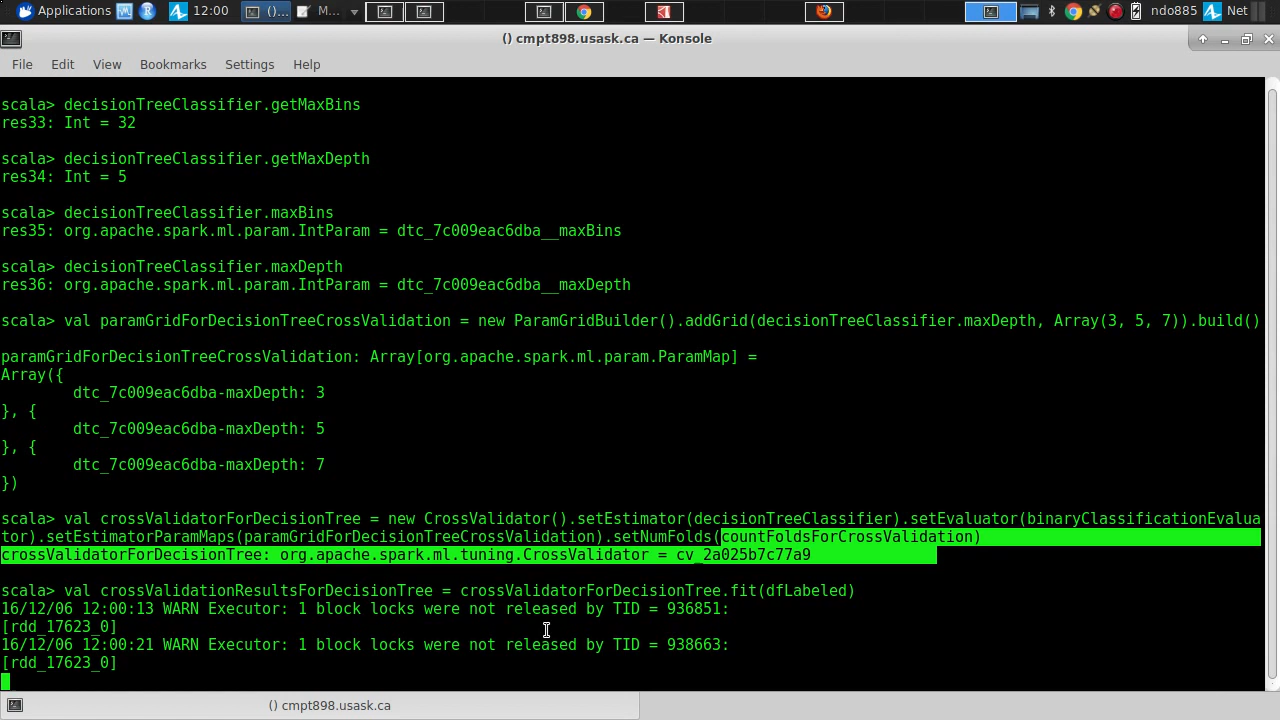 Applications 12:00 ()... M... ndo885 Net
() cmpt898.usask.ca — Konsole
File Edit View Bookmarks Settings Help
scala> decisionTreeClassifier.getMaxBins
res33: Int = 32
scala> decisionTreeClassifier.getMaxDepth
res34: Int = 5
scala> decisionTreeClassifier.maxBins
res35: org.apache.spark.ml.param.IntParam = dtc_7c009eac6dba__maxBins
scala> decisionTreeClassifier.maxDepth
res36: org.apache.spark.ml.param.IntParam = dtc_7c009eac6dba__maxDepth
scala> val paramGridForDecisionTreeCrossValidation = new ParamGridBuilder().addGrid(decisionTreeClassifier.maxDepth, Array(3, 5, 7)).build()
paramGridForDecisionTreeCrossValidation: Array[org.apache.spark.ml.param.ParamMap] =
Array({
dtc_7c009eac6dba-maxDepth: 3
}, {
dtc_7c009eac6dba-maxDepth: 5
}, {
dtc_7c009eac6dba-maxDepth: 7
})
scala> val crossValidatorForDecisionTree = new CrossValidator().setEstimator(decisionTreeClassifier).setEvaluator(binaryClassificationEvalua
tor).setEstimatorParamMaps(paramGridForDecisionTreeCrossValidation).setNumFolds(countFoldsForCrossValidation)
crossValidatorForDecisionTree: org.apache.spark.ml.tuning.CrossValidator = cv_2a025b7c77a9
scala> val crossValidationResultsForDecisionTree = crossValidatorForDecisionTree.fit(dfLabeled)
16/12/06 12:00:13 WARN Executor: 1 block locks were not released by TID = 936851:
[rdd_17623_0]
16/12/06 12:00:21 WARN Executor: 1 block locks were not released by TID = 938663:
[rdd_17623_0]
() cmpt898.usask.ca